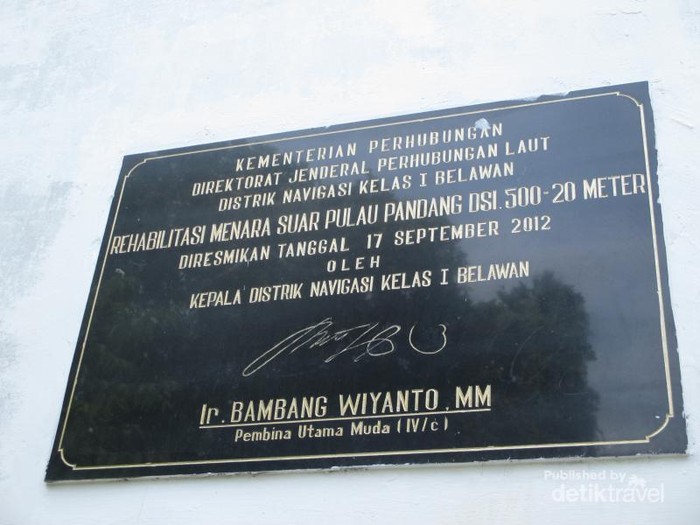 KEMENTERIAN PERHUBUNGAN
DIREKTORAT JENDERAL PERHUBUNGAN LAUT
DISTRIK NAVIGASI KELAS I BELAWAN
REHABILITASI MENARA SUAR PULAU PANDANG DSI. 500-20 METER
DIRESMIKAN TANGGAL 17 SEPTEMBER 2012
OLEH
KEPALA DISTRIK NAVIGASI KELAS I BELAWAN
Ir. BAMBANG WIYANTO, MM
Pembina Utama Muda (IV/c)
Published by
detiktravel